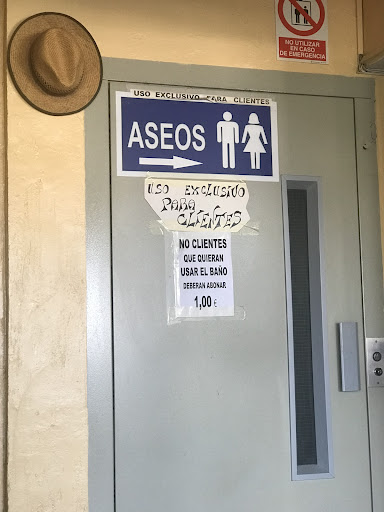 NO UTILIZAR
EN CASO
DE EMERGENCIA
USO EXCLUSIVO PARA CLIENTES
ASEOS
USO EXCLUSIVO
PARA
CLIENTES
NO CLIENTES
QUE QUIERAN
USAR EL BAÑO
DEBERAN ABONAR
1,00 €